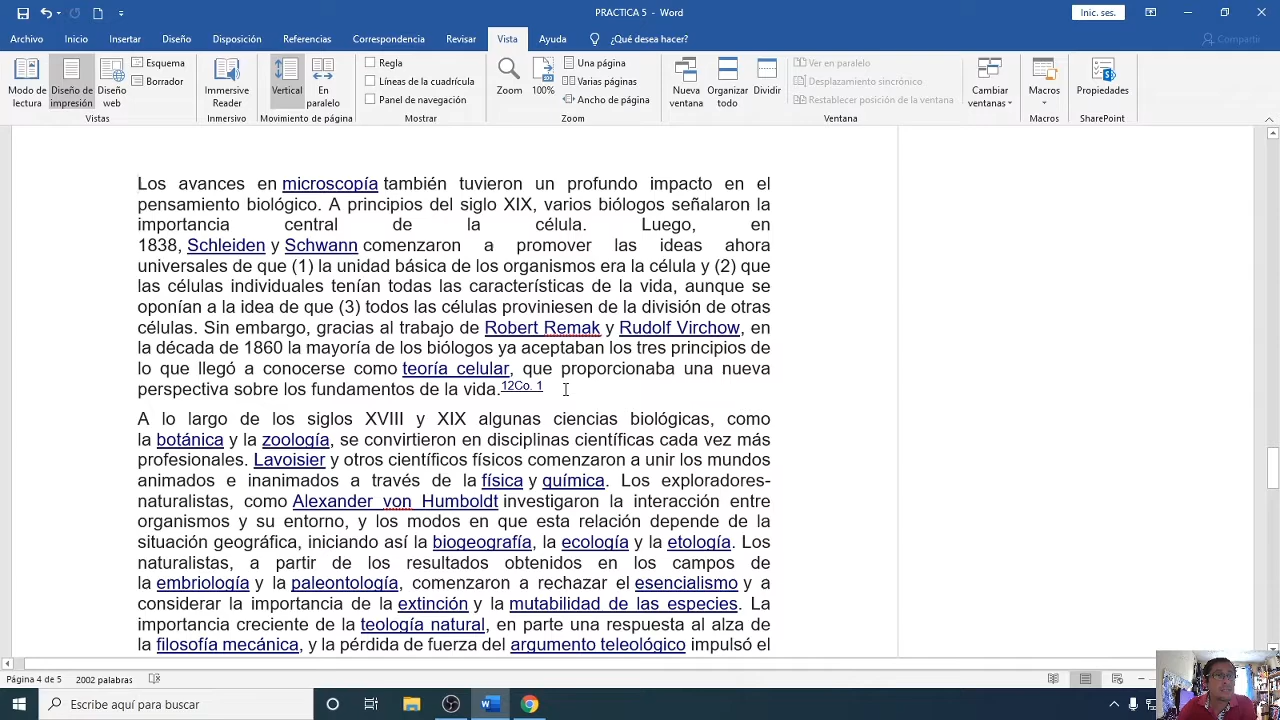 PRACTICA 5 - Word
Inic. ses.
Archivo Inicio Insertar Diseño Disposición Referencias Correspondencia Revisar Vista Ayuda ¿Qué desea hacer? Compartir
Modo de lectura
Diseño de impresión
Diseño web
Esquema
Borrador
Vistas
Immersive Reader
Inmersivo
Vertical
En paralelo
Movimiento de página
Regla
Líneas de la cuadrícula
Panel de navegación
Mostrar
Zoom
100%
Una página
Varias páginas
Ancho de página
Zoom
Nueva ventana
Organizar todo
Dividir
Ver en paralelo
Desplazamiento sincrónico
Restablecer posición de la ventana
Ventana
Cambiar ventanas
Macros
Macros
Propiedades
SharePoint
Los avances en microscopía también tuvieron un profundo impacto en el
pensamiento biológico. A principios del siglo XIX, varios biólogos señalaron la
importancia central de la célula. Luego, en
1838, Schleiden y Schwann comenzaron a promover las ideas ahora
universales de que (1) la unidad básica de los organismos era la célula y (2) que
las células individuales tenían todas las características de la vida, aunque se
oponían a la idea de que (3) todos las células proviniesen de la división de otras
células. Sin embargo, gracias al trabajo de Robert Remak y Rudolf Virchow, en
la década de 1860 la mayoría de los biólogos ya aceptaban los tres principios de
lo que llegó a conocerse como teoría celular, que proporcionaba una nueva
perspectiva sobre los fundamentos de la vida.12Co. 1
A lo largo de los siglos XVIII y XIX algunas ciencias biológicas, como
la botánica y la zoología, se convirtieron en disciplinas científicas cada vez más
profesionales. Lavoisier y otros científicos físicos comenzaron a unir los mundos
animados e inanimados a través de la física y química. Los exploradores-
naturalistas, como Alexander von Humboldt investigaron la interacción entre
organismos y su entorno, y los modos en que esta relación depende de la
situación geográfica, iniciando así la biogeografía, la ecología y la etología. Los
naturalistas, a partir de los resultados obtenidos en los campos de
la embriología y la paleontología, comenzaron a rechazar el esencialismo y a
considerar la importancia de la extinción y la mutabilidad de las especies. La
importancia creciente de la teología natural, en parte una respuesta al alza de
la filosofía mecánica, y la pérdida de fuerza del argumento teleológico impulsó el
Página 4 de 5 2002 palabras
Escribe aquí para buscar